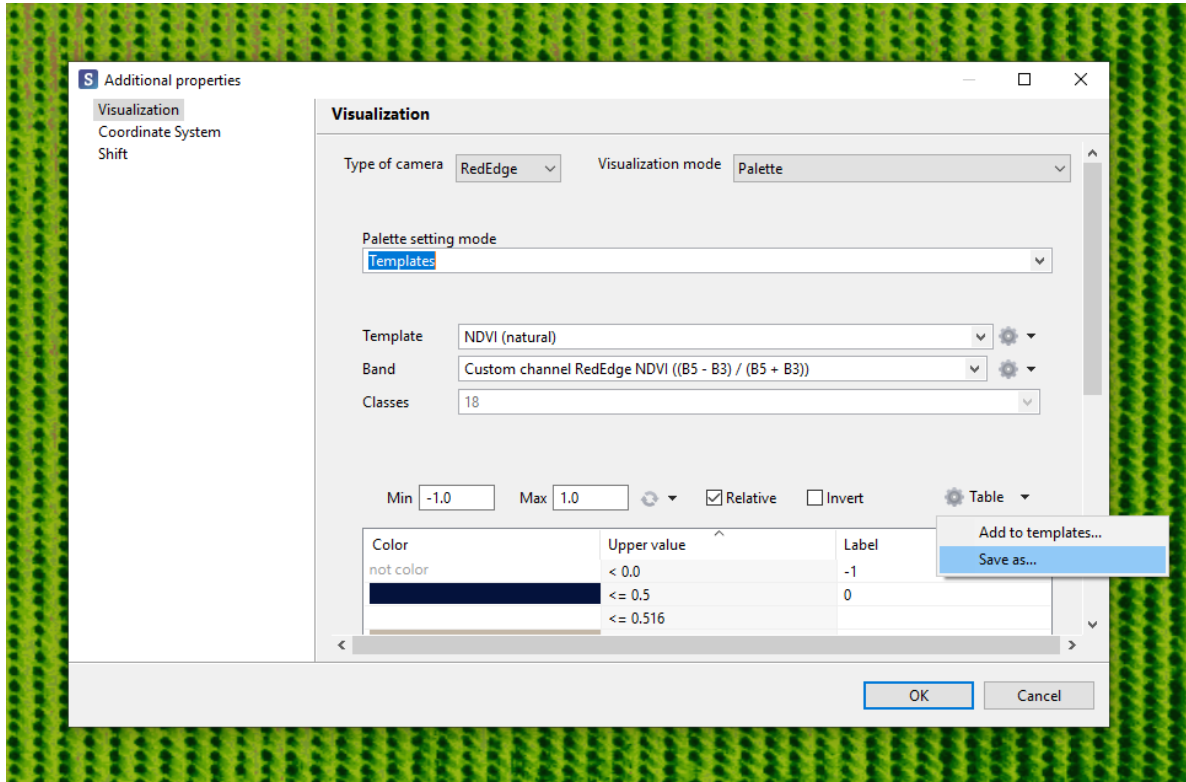 S Additional properties
Visualization
Coordinate System
Shift
Visualization
Type of camera RedEdge Visualization mode Palette
Palette setting mode
Templates
Template NDVI (natural)
Band Custom channel RedEdge NDVI ((B5 - B3) / (B5 + B3))
Classes 18
Min -1.0 Max 1.0 Relative Invert Table
Add to templates...
Save as...
Color Upper value Label
not color < 0.0 -1
<= 0.5 0
<= 0.516
OK Cancel